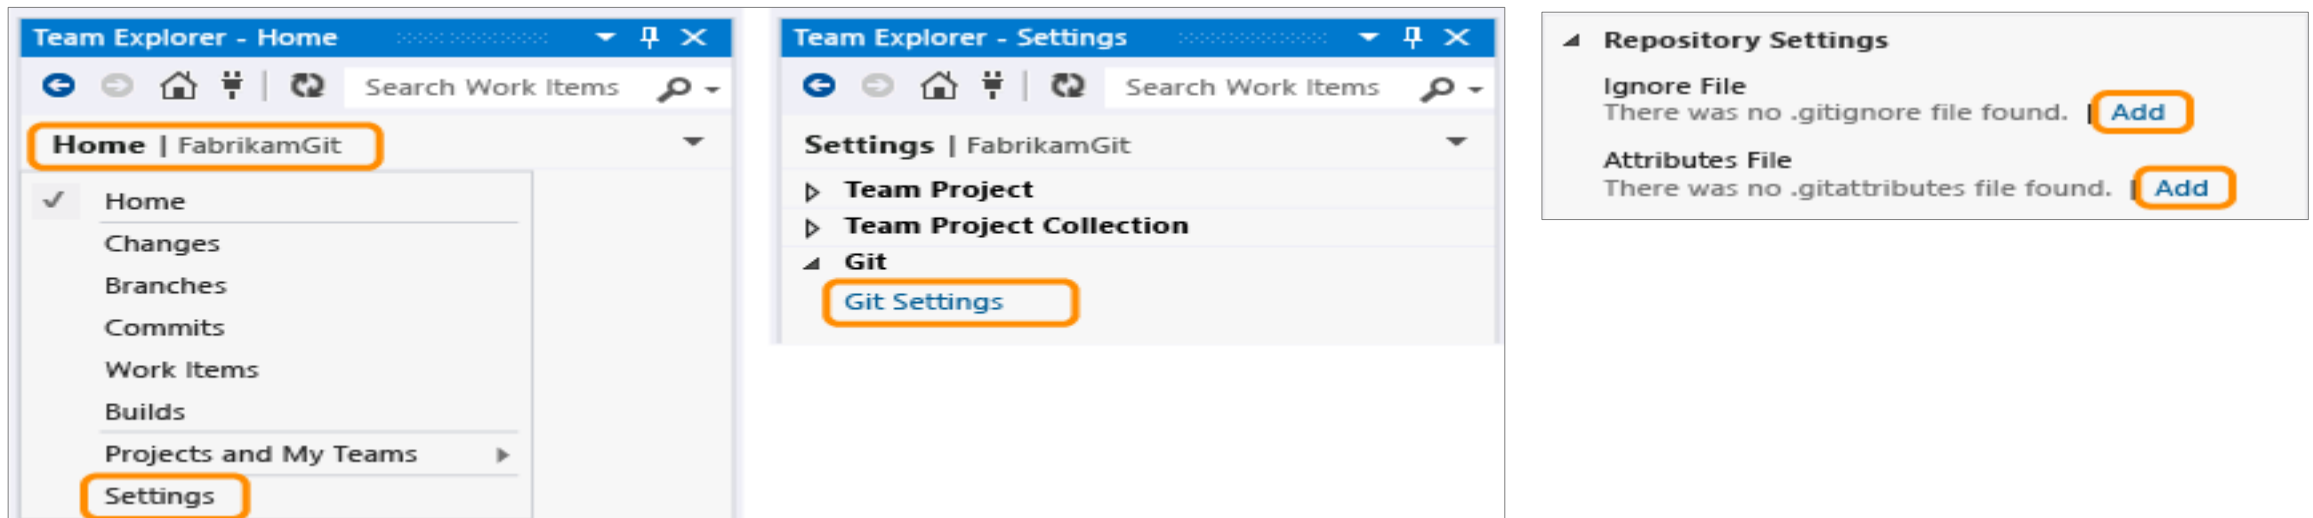 Team Explorer - Home
Search Work Items
Home | FabrikamGit
Home
Changes
Branches
Commits
Work Items
Builds
Projects and My Teams
Settings
Team Explorer - Settings
Search Work Items
Settings | FabrikamGit
Team Project
Team Project Collection
Git
Git Settings
Repository Settings
Ignore File
There was no .gitignore file found. | Add
Attributes File
There was no .gitattributes file found. | Add